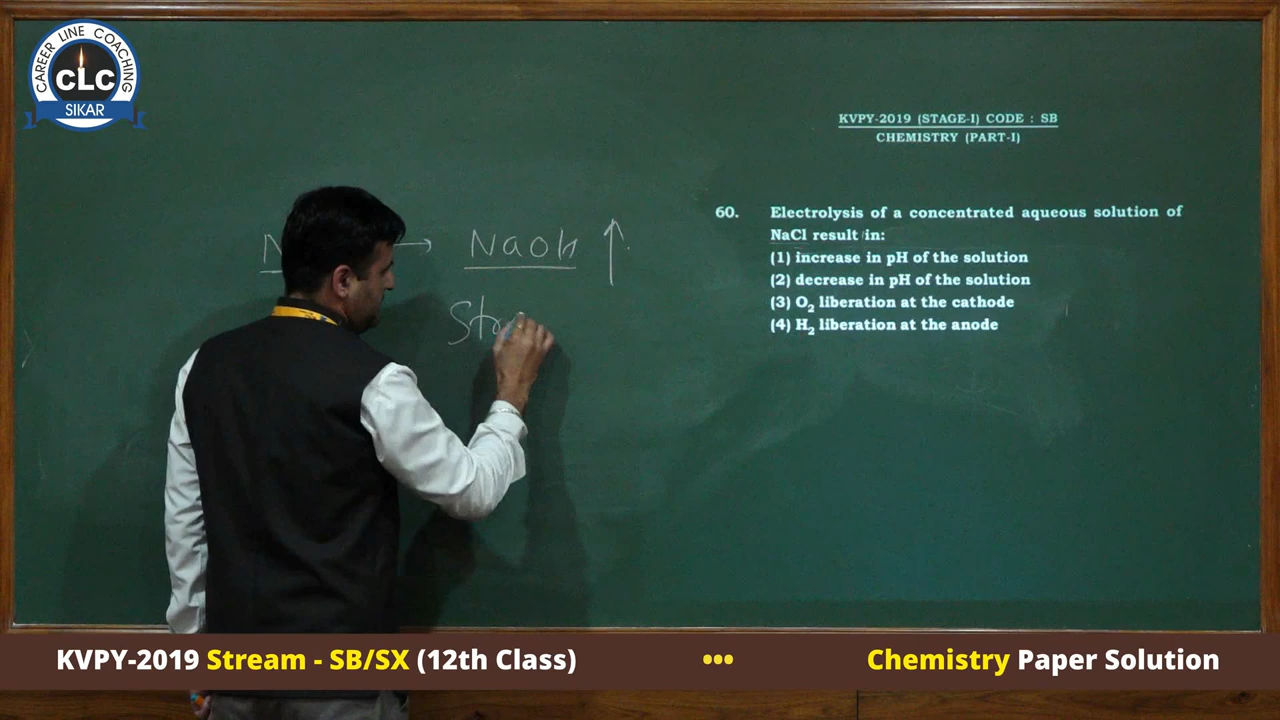 CAREER LINE COACHING
CLC
SIKAR
KVPY-2019 (STAGE-I) CODE : SB
CHEMISTRY (PART-I)
60. Electrolysis of a concentrated aqueous solution of
NaCl result in:
(1) increase in pH of the solution
(2) decrease in pH of the solution
(3) O₂ liberation at the cathode
(4) H₂ liberation at the anode
N → NaOH ↑
Str
KVPY-2019 Stream - SB/SX (12th Class) ••• Chemistry Paper Solution